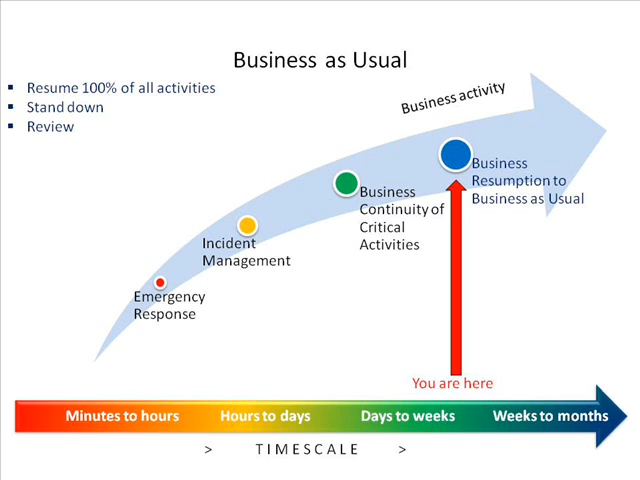 Business as Usual
▪ Resume 100% of all activities
▪ Stand down
▪ Review
Business activity
Business
Resumption to
Business as Usual
Business
Continuity of
Critical
Activities
Incident
Management
Emergency
Response
You are here
Minutes to hours Hours to days Days to weeks Weeks to months
> TIMESCALE >